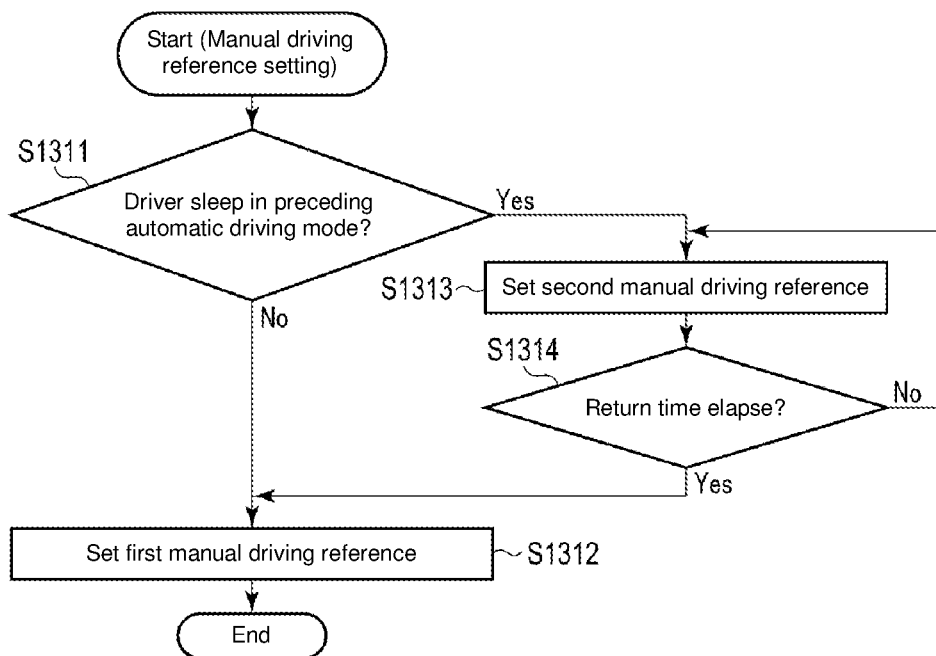 Start (Manual driving
reference setting)
S1311
Driver sleep in preceding
automatic driving mode?
Yes
No
S1313
Set second manual driving reference
S1314
Return time elapse?
No
Yes
Set first manual driving reference
S1312
End